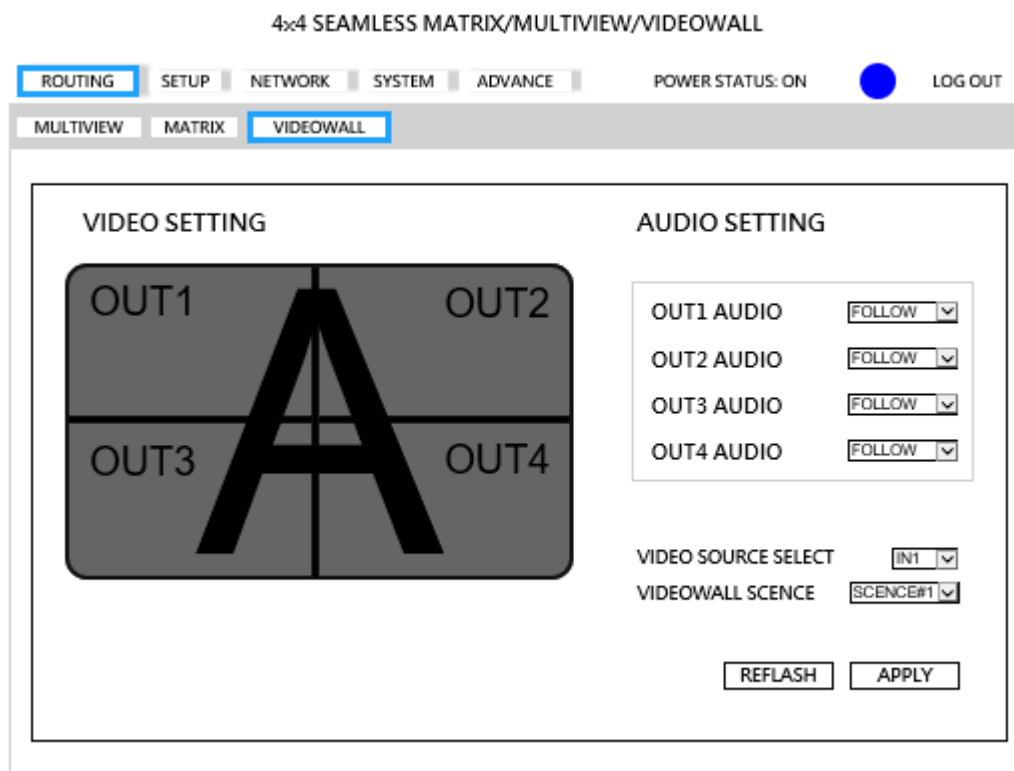 4x4 SEAMLESS MATRIX/MULTIVIEW/VIDEOWALL
ROUTING SETUP NETWORK SYSTEM ADVANCE POWER STATUS: ON LOG OUT
MULTIVIEW MATRIX VIDEOWALL
VIDEO SETTING
OUT1 OUT2
A
OUT3 OUT4
AUDIO SETTING
OUT1 AUDIO FOLLOW
OUT2 AUDIO FOLLOW
OUT3 AUDIO FOLLOW
OUT4 AUDIO FOLLOW
VIDEO SOURCE SELECT IN1
VIDEOWALL SCENCE SCENCE#1
REFLASH APPLY